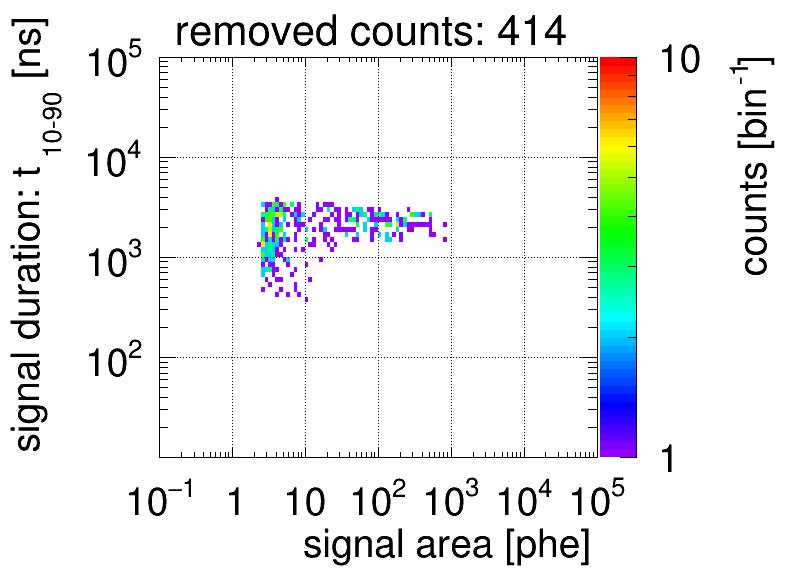 removed counts: 414
signal duration: t 10-90 [ns]
10^5
10^4
10^3
10^2
10^−1 1 10 10^2 10^3 10^4 10^5
signal area [phe]
10
1
counts [bin^-1]